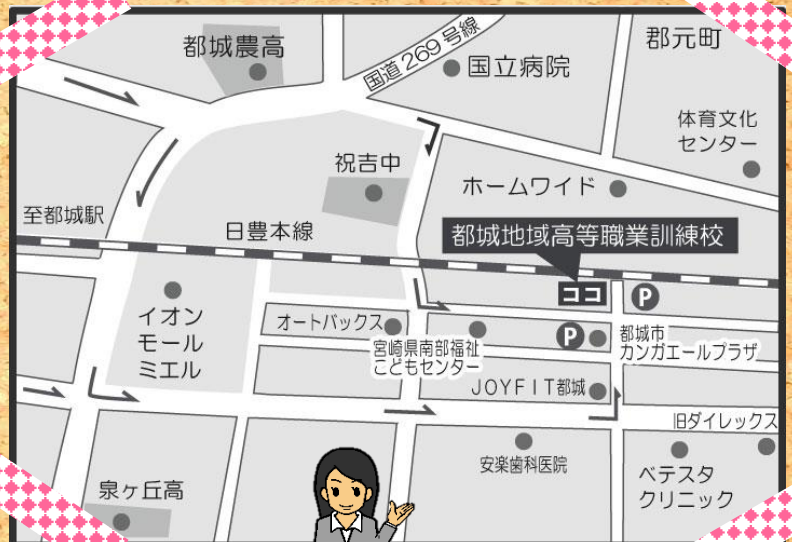 都城農高
国道269号線
国立病院
郡元町
体育文化
センター
祝吉中
ホームワイド
至都城駅
日豊本線
都城地域高等職業訓練校
ココ
P
イオン
モール
ミエル
オートバックス
宮崎県南部福祉
こどもセンター
P
都城市
カンガエールプラザ
JOYFIT都城
旧ダイレックス
安楽歯科医院
ベテスタ
クリニック
泉ヶ丘高